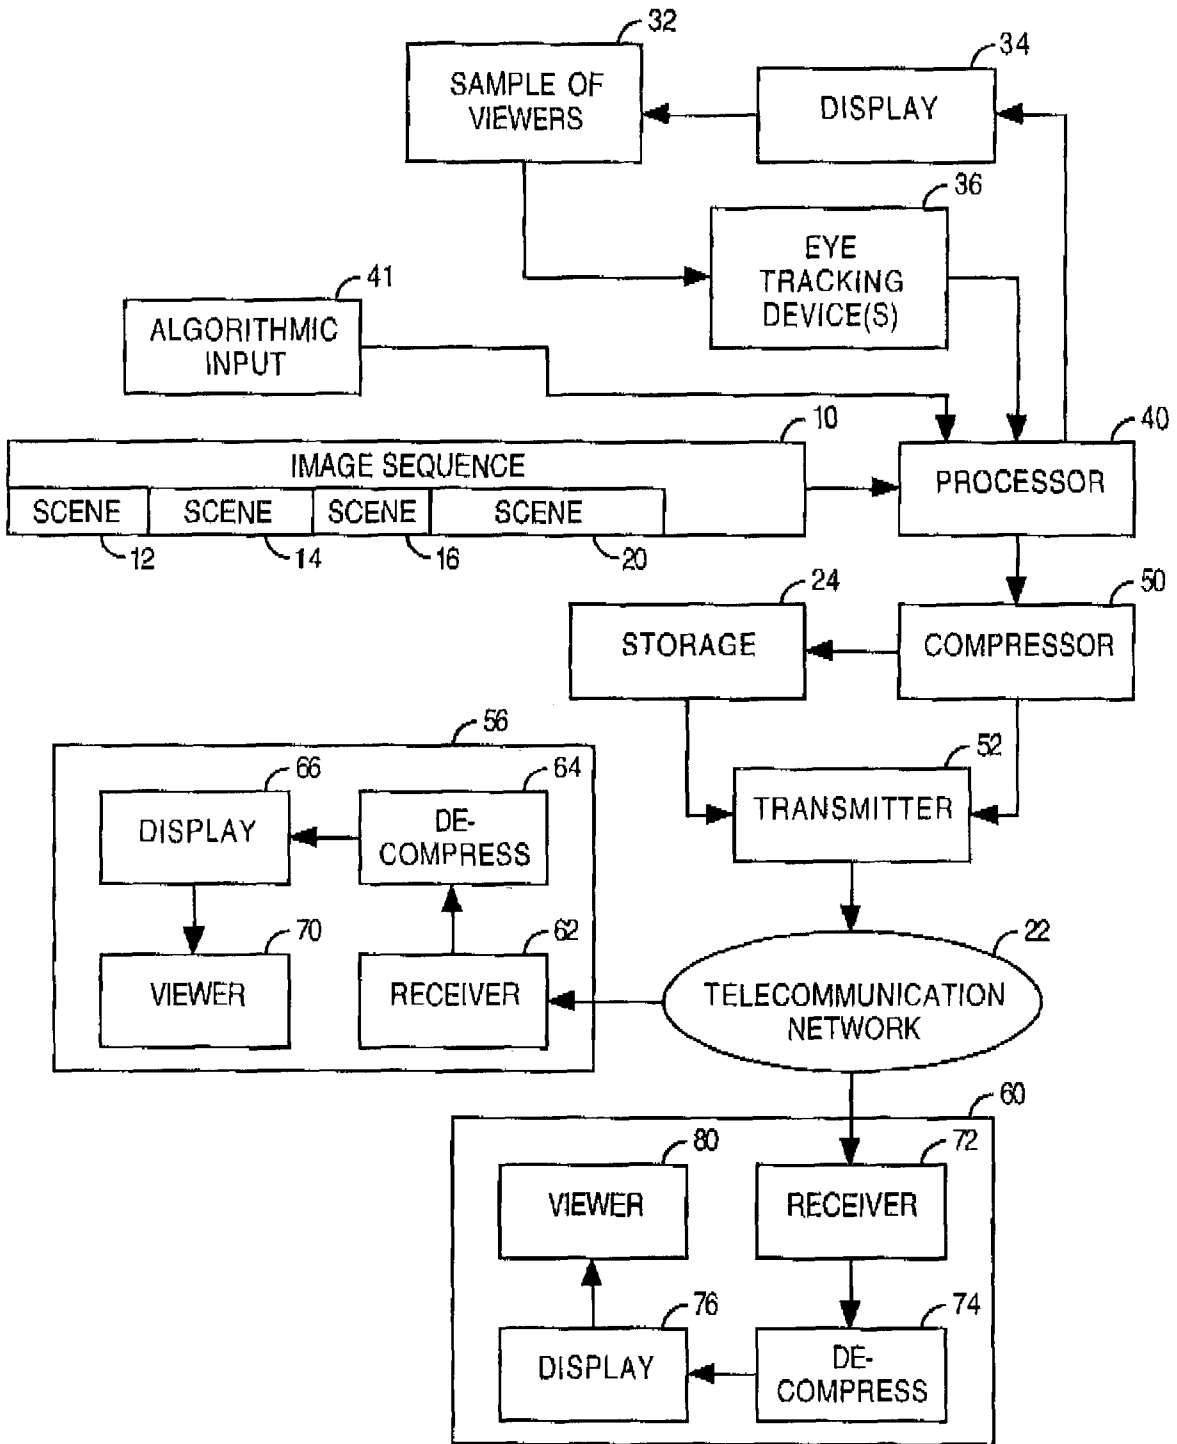 32
SAMPLE OF
VIEWERS
34
DISPLAY
36
EYE
TRACKING
DEVICE(S)
41
ALGORITHMIC
INPUT
10
IMAGE SEQUENCE
SCENE SCENE SCENE SCENE
12 14 16 20
40
PROCESSOR
24
STORAGE
50
COMPRESSOR
52
TRANSMITTER
56
66
DISPLAY
64
DE-
COMPRESS
70
VIEWER
62
RECEIVER
22
TELECOMMUNICATION
NETWORK
60
80
VIEWER
72
RECEIVER
76
DISPLAY
74
DE-
COMPRESS